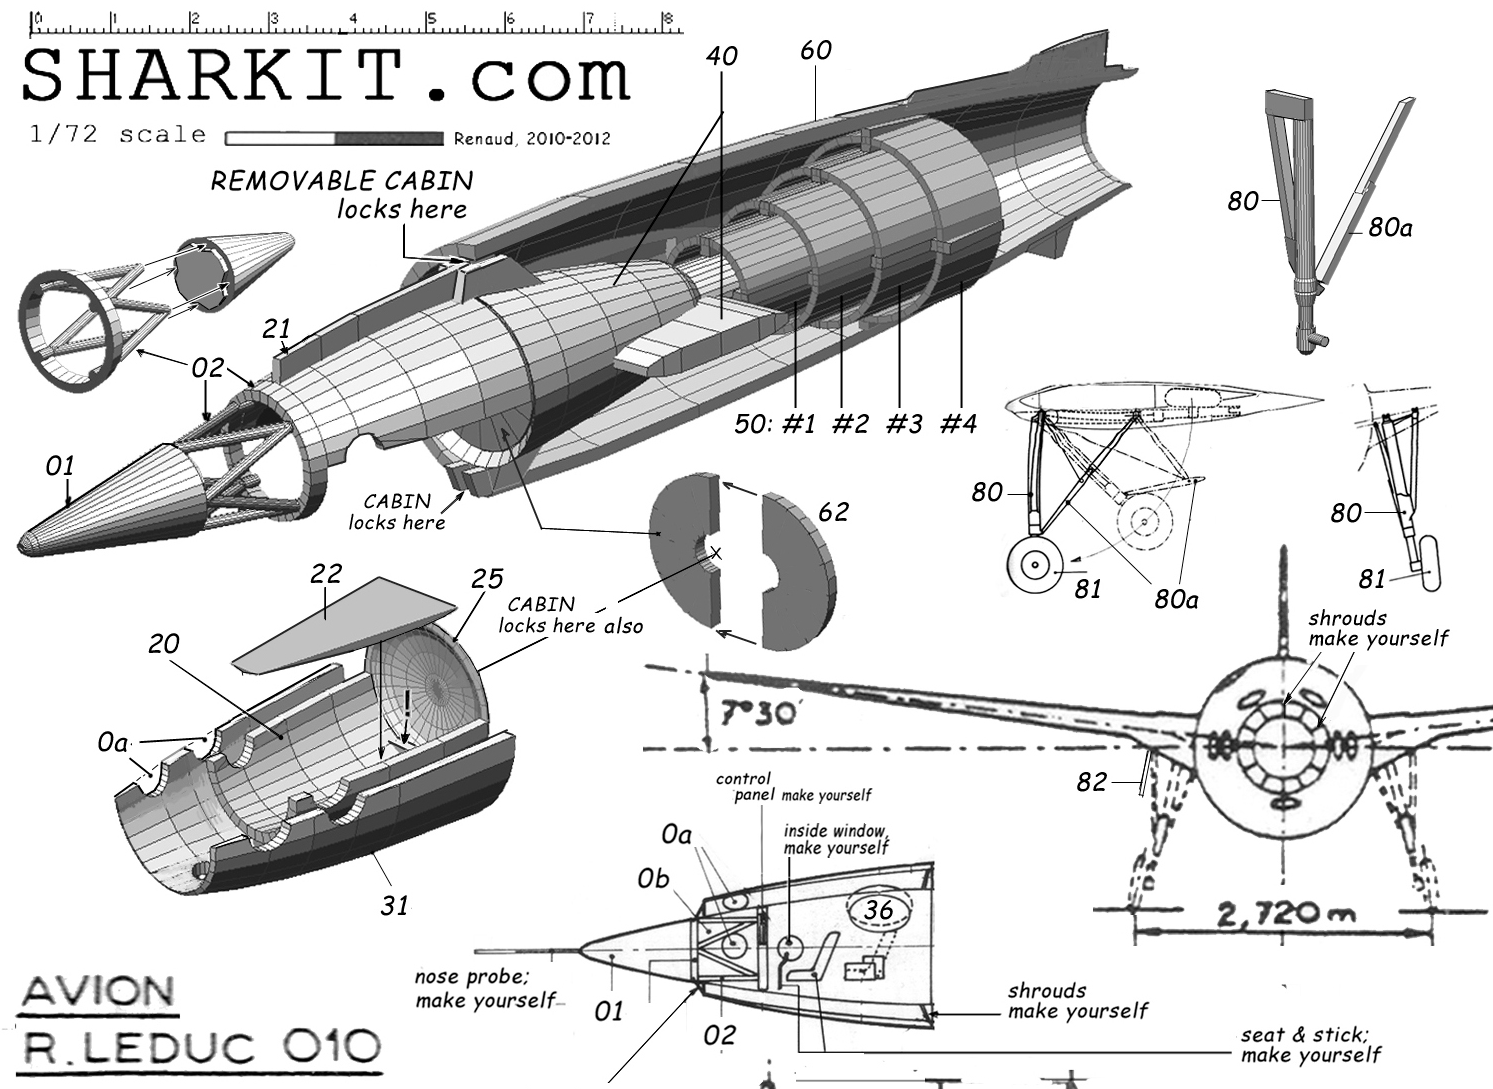 0 1 2 3 4 5 6 7 8
SHARKIT.com
1/72 scale
Renaud, 2010-2012
REMOVABLE CABIN
locks here
40
60
80
80a
21
02
01
50: #1 #2 #3 #4
CABIN
locks here
62
80
81
80a
80
81
22
25
CABIN
locks here also
20
0a
!
31
X
shrouds
make yourself
7°30'
82
2,720m
control
panel make yourself
inside window,
make yourself
0a
0b
36
nose probe;
make yourself
01
02
shrouds
make yourself
seat & stick;
make yourself
AVION
R.LEDUC 010